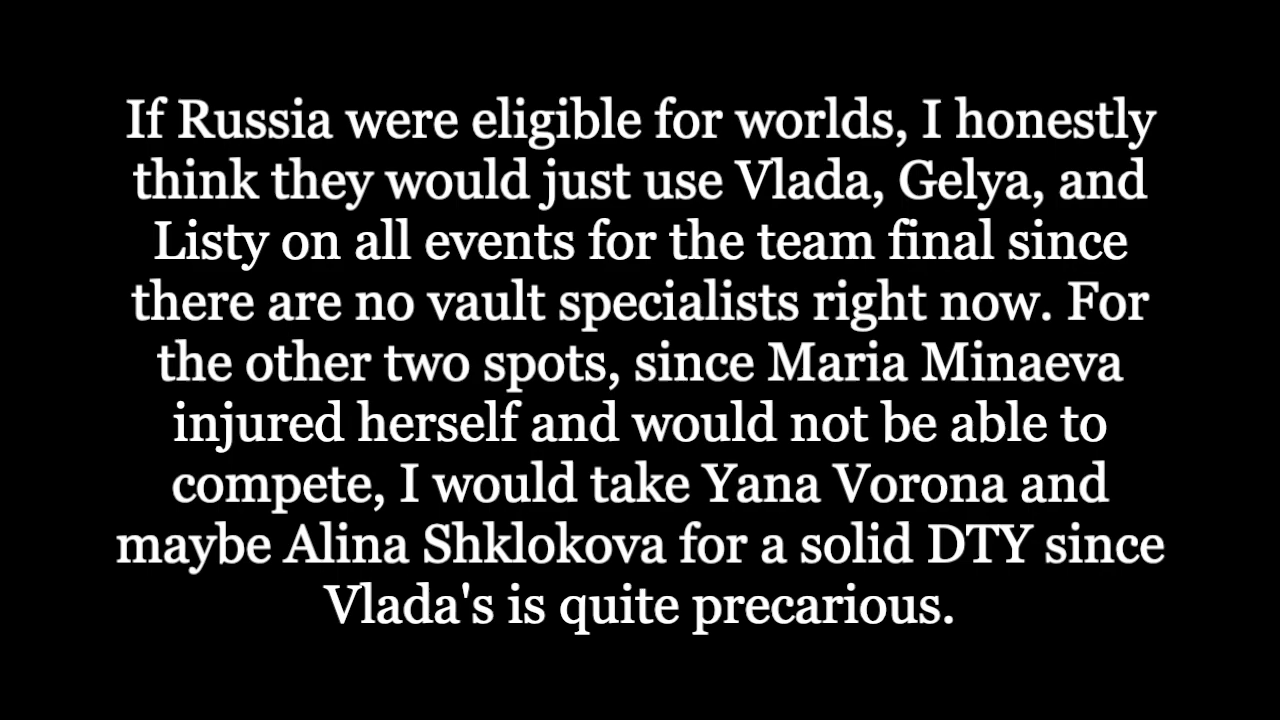 If Russia were eligible for worlds, I honestly
think they would just use Vlada, Gelya, and
Listy on all events for the team final since
there are no vault specialists right now. For
the other two spots, since Maria Minaeva
injured herself and would not be able to
compete, I would take Yana Vorona and
maybe Alina Shklokova for a solid DTY since
Vlada's is quite precarious.